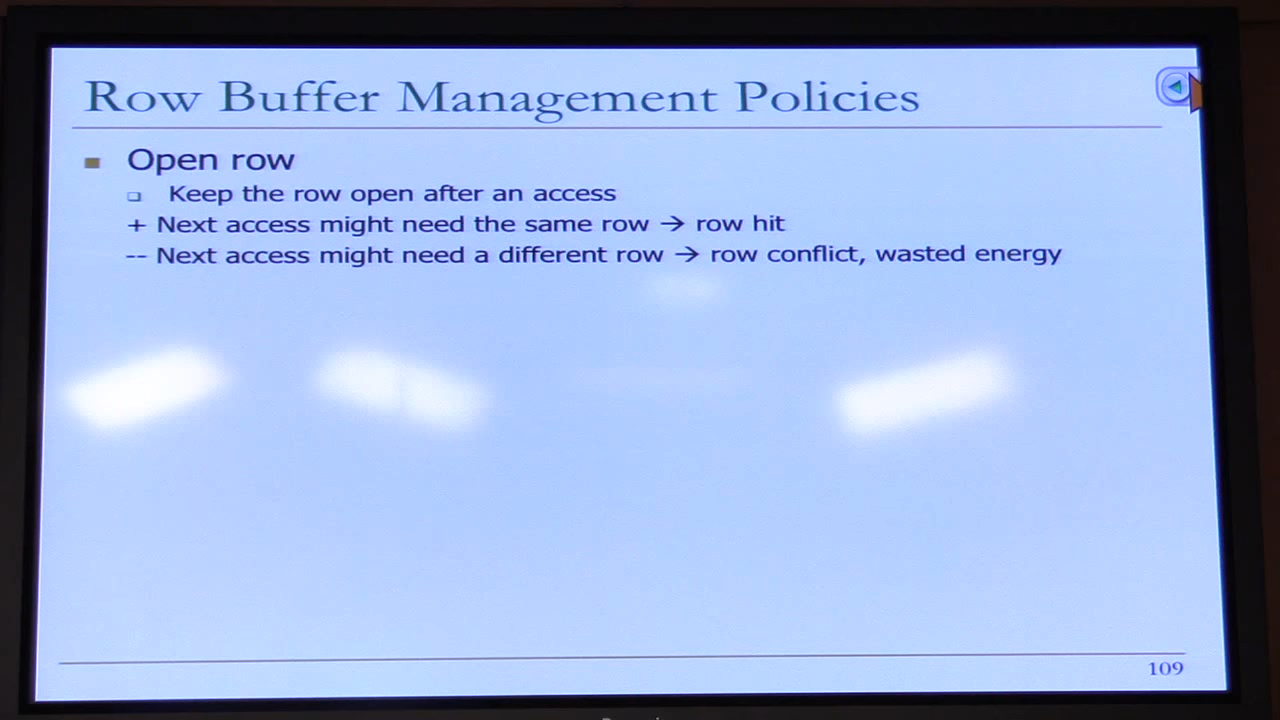 Row Buffer Management Policies
Open row
Keep the row open after an access
+ Next access might need the same row → row hit
-- Next access might need a different row → row conflict, wasted energy
109